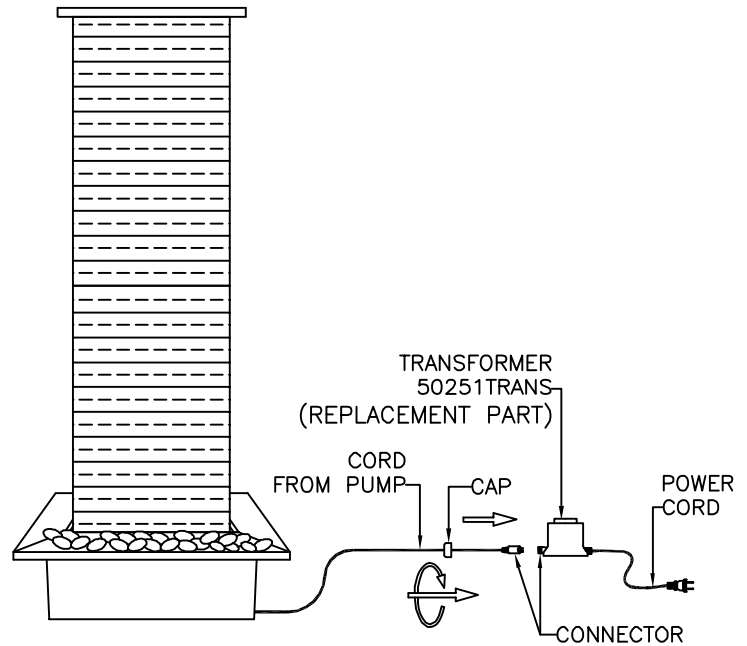 TRANSFORMER
50251TRANS
(REPLACEMENT PART)
CORD
FROM PUMP
CAP
POWER
CORD
CONNECTOR